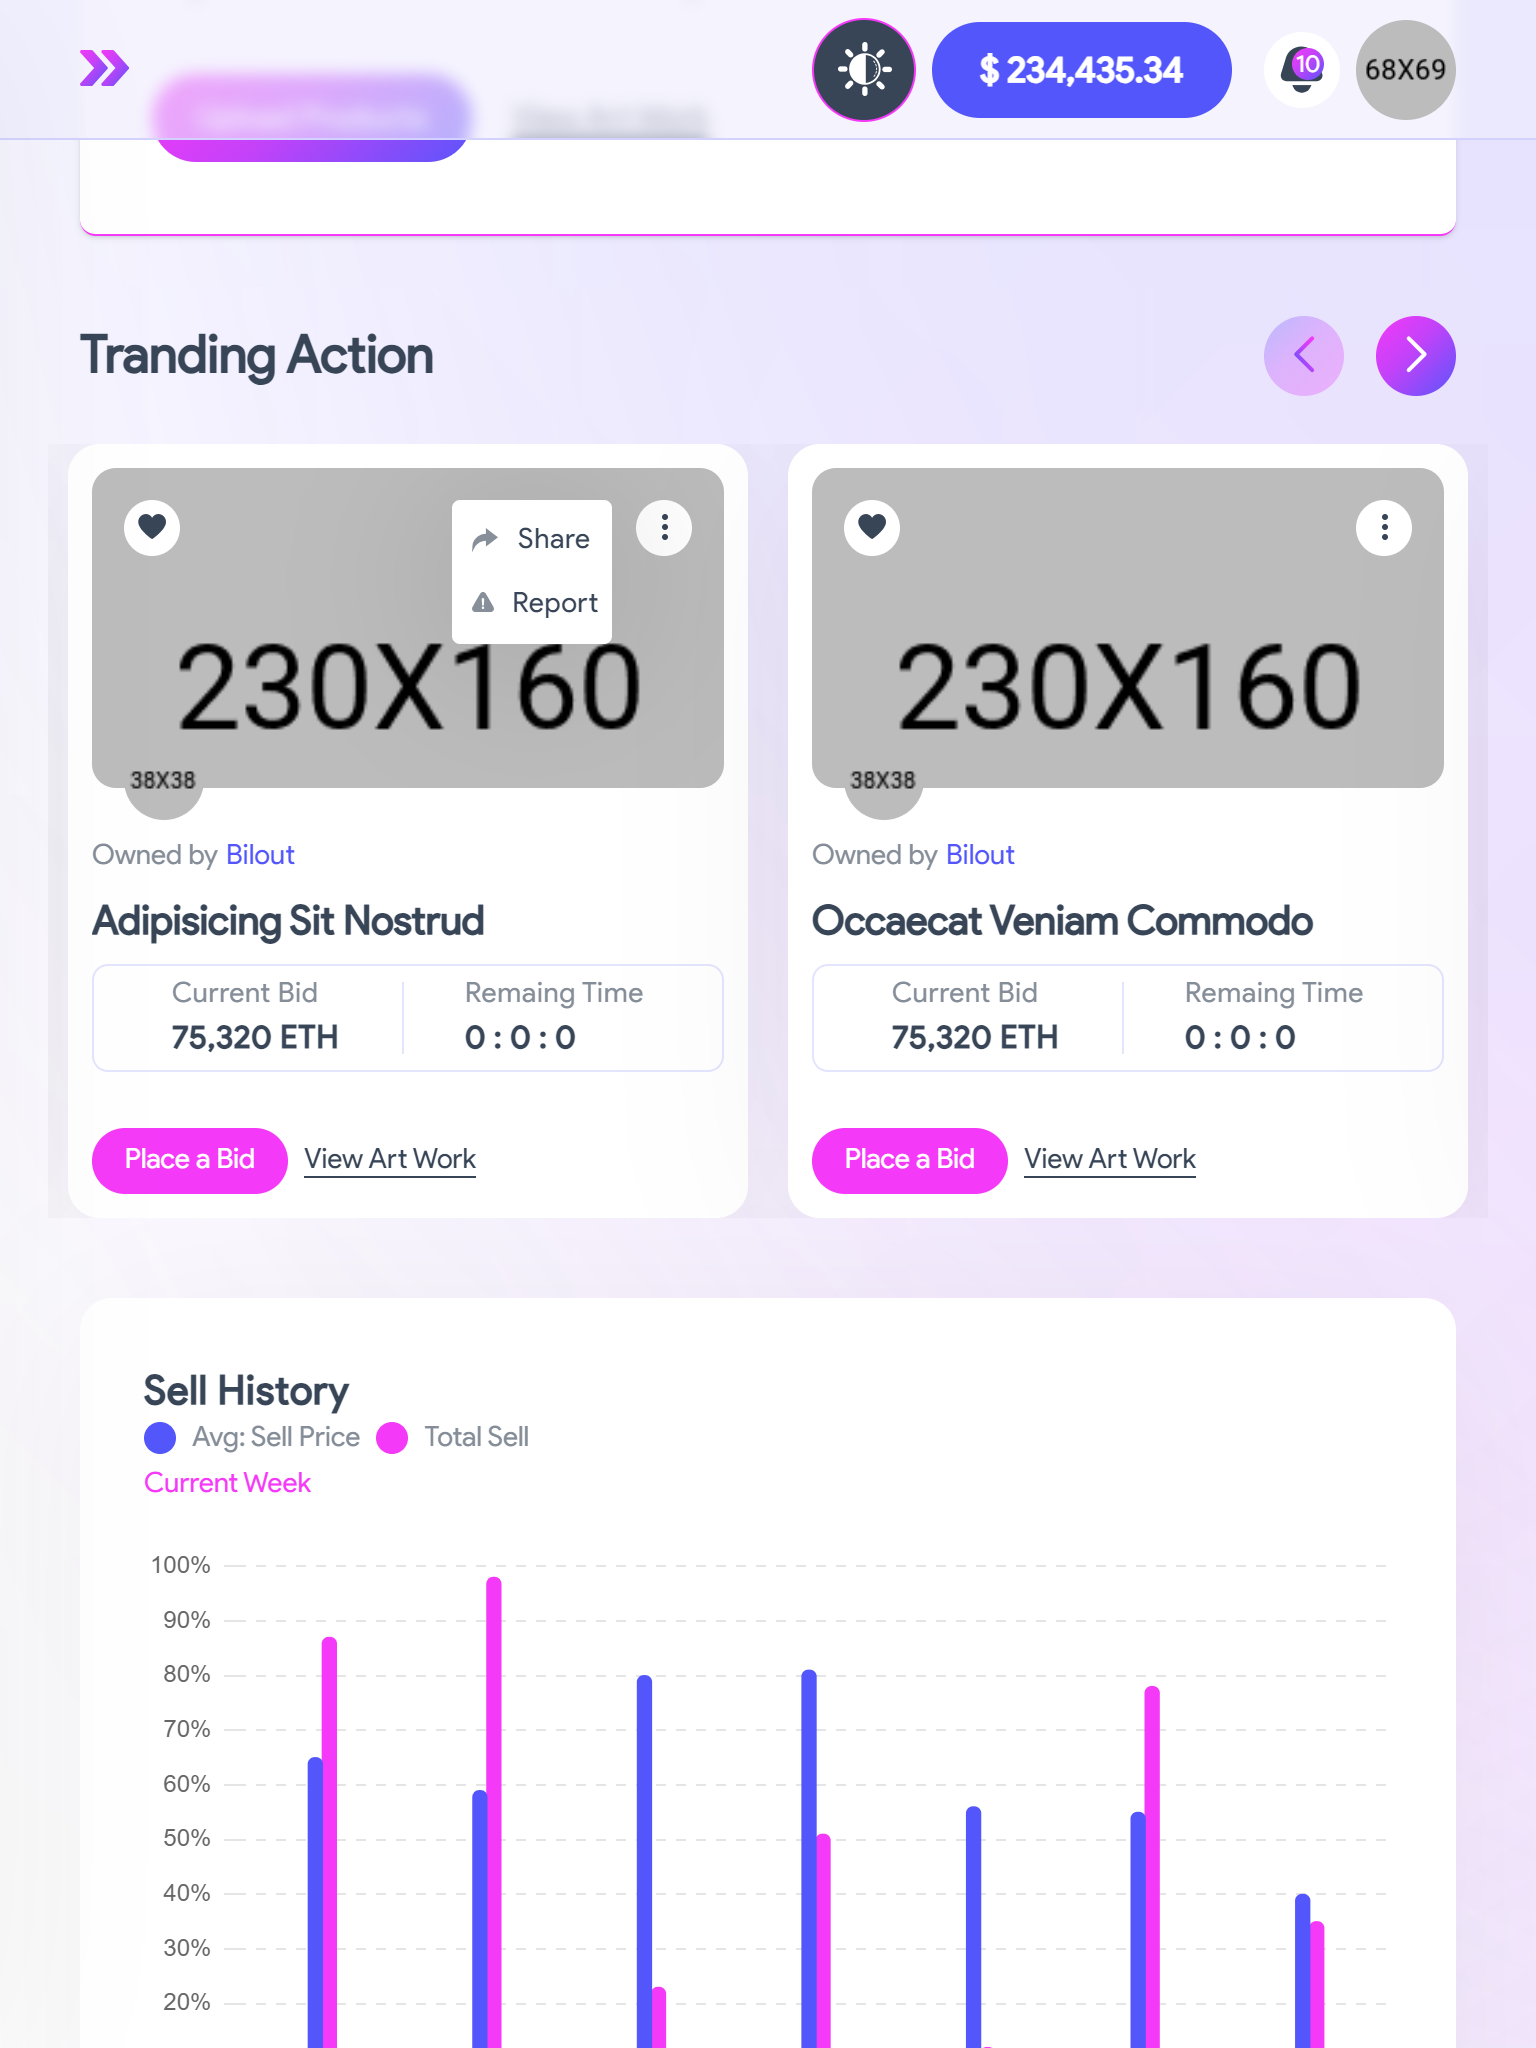 $ 234,435.34
10
68X69
Tranding Action
Share
Report
230X160
38X38
Owned by Bilout
Adipisicing Sit Nostrud
Current Bid
Remaing Time
75,320 ETH
0 : 0 : 0
Place a Bid
View Art Work
230X160
38X38
Owned by Bilout
Occaecat Veniam Commodo
Current Bid
Remaing Time
75,320 ETH
0 : 0 : 0
Place a Bid
View Art Work
Sell History
Avg: Sell Price
Total Sell
Current Week
100%
90%
80%
70%
60%
50%
40%
30%
20%